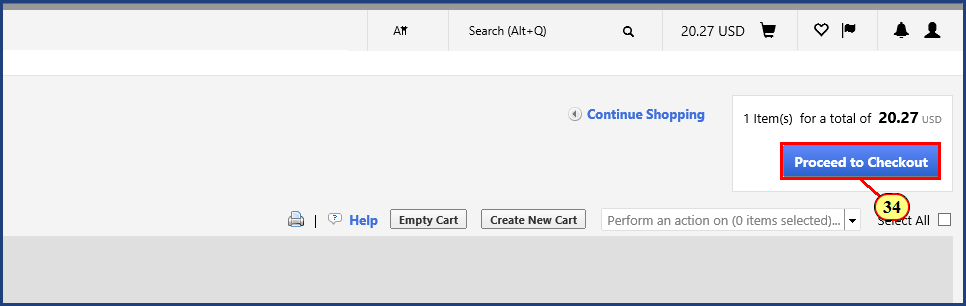 All
Search (Alt+Q)
20.27 USD
Continue Shopping
1 Item(s) for a total of 20.27 USD
Proceed to Checkout
34
| ? Help
Empty Cart
Create New Cart
Perform an action on (0 items selected)...
Select All